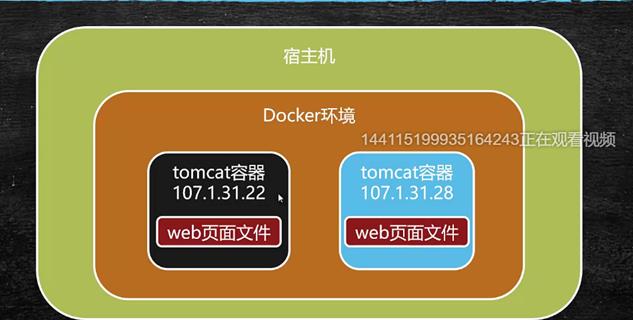 宿主机
Docker环境
144115199935164243正在观看视频
tomcat容器
107.1.31.22
web页面文件
tomcat容器
107.1.31.28
web页面文件